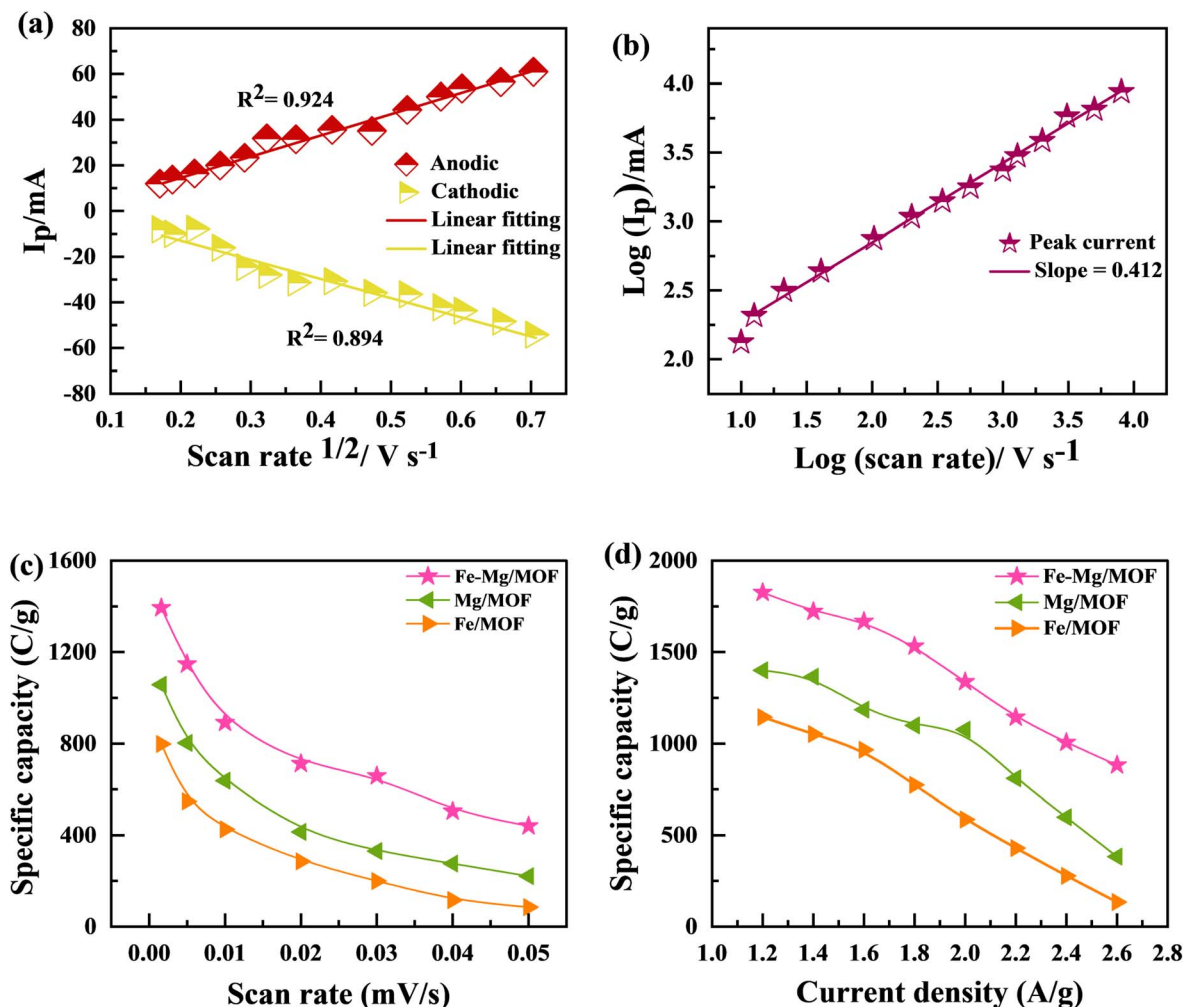 (a)
80
60
40
20
0
-20
-40
-60
-80
I_p/mA
R^2= 0.924
Anodic
Cathodic
Linear fitting
Linear fitting
R^2= 0.894
0.1 0.2 0.3 0.4 0.5 0.6 0.7
Scan rate ^1/2/ V s^-1
(b)
4.0
3.5
3.0
2.5
2.0
Log (I_p)/mA
Peak current
Slope = 0.412
1.0 1.5 2.0 2.5 3.0 3.5 4.0
Log (scan rate)/ V s^-1
(c)
1600
1200
800
400
0
Specific capacity (C/g)
Fe-Mg/MOF
Mg/MOF
Fe/MOF
0.00 0.01 0.02 0.03 0.04 0.05
Scan rate (mV/s)
(d)
2000
1500
1000
500
0
Specific capacity (C/g)
Fe-Mg/MOF
Mg/MOF
Fe/MOF
1.0 1.2 1.4 1.6 1.8 2.0 2.2 2.4 2.6 2.8
Current density (A/g)